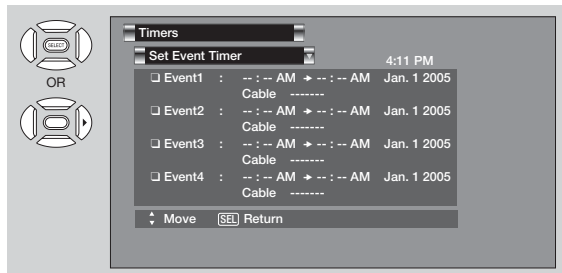 SELECT
OR
Timers
Set Event Timer
4:11 PM
❑ Event1 : -- : -- AM ➔ -- : -- AM Jan. 1 2005
Cable -------
❑ Event2 : -- : -- AM ➔ -- : -- AM Jan. 1 2005
Cable -------
❑ Event3 : -- : -- AM ➔ -- : -- AM Jan. 1 2005
Cable -------
❑ Event4 : -- : -- AM ➔ -- : -- AM Jan. 1 2005
Cable -------
Move SEL Return